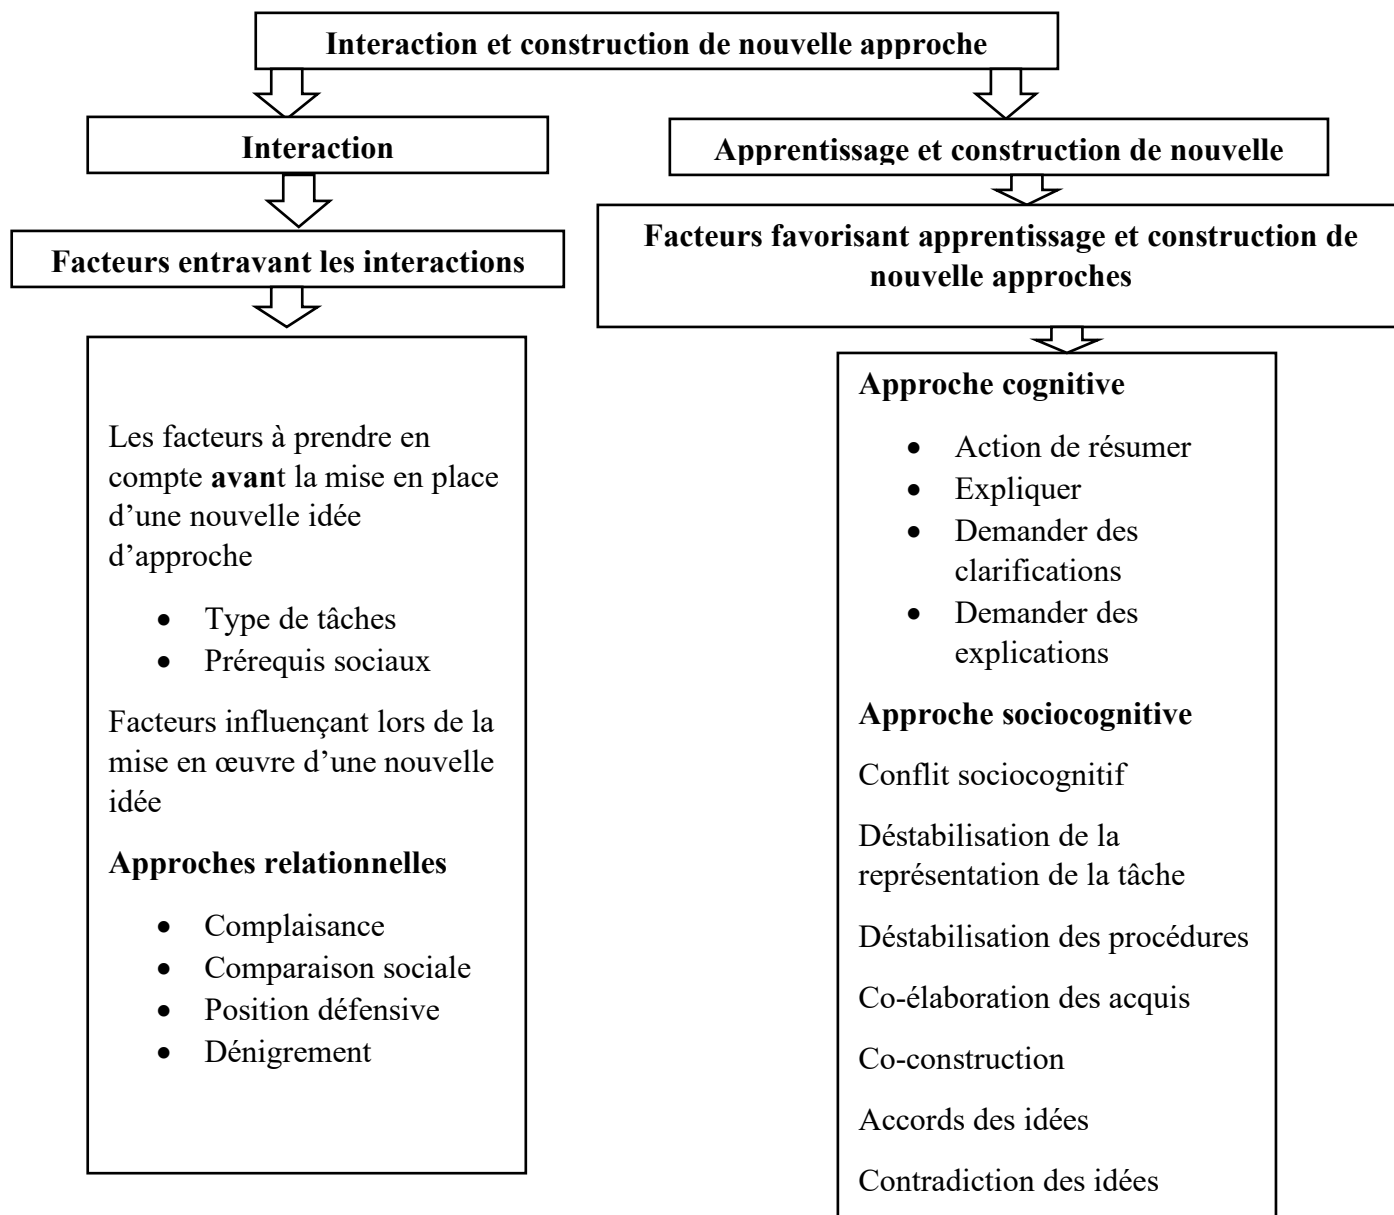 Interaction et construction de nouvelle approche
Interaction
Apprentissage et construction de nouvelle
Facteurs entravant les interactions
Facteurs favorisant apprentissage et construction de
nouvelle approches
Les facteurs à prendre en
compte avant la mise en place
d’une nouvelle idée
d’approche
• Type de tâches
• Prérequis sociaux
Facteurs influençant lors de la
mise en œuvre d’une nouvelle
idée
Approches relationnelles
• Complaisance
• Comparaison sociale
• Position défensive
• Dénigrement
Approche cognitive
• Action de résumer
• Expliquer
• Demander des
clarifications
• Demander des
explications
Approche sociocognitive
Conflit sociocognitif
Déstabilisation de la
représentation de la tâche
Déstabilisation des procédures
Co-élaboration des acquis
Co-construction
Accords des idées
Contradiction des idées